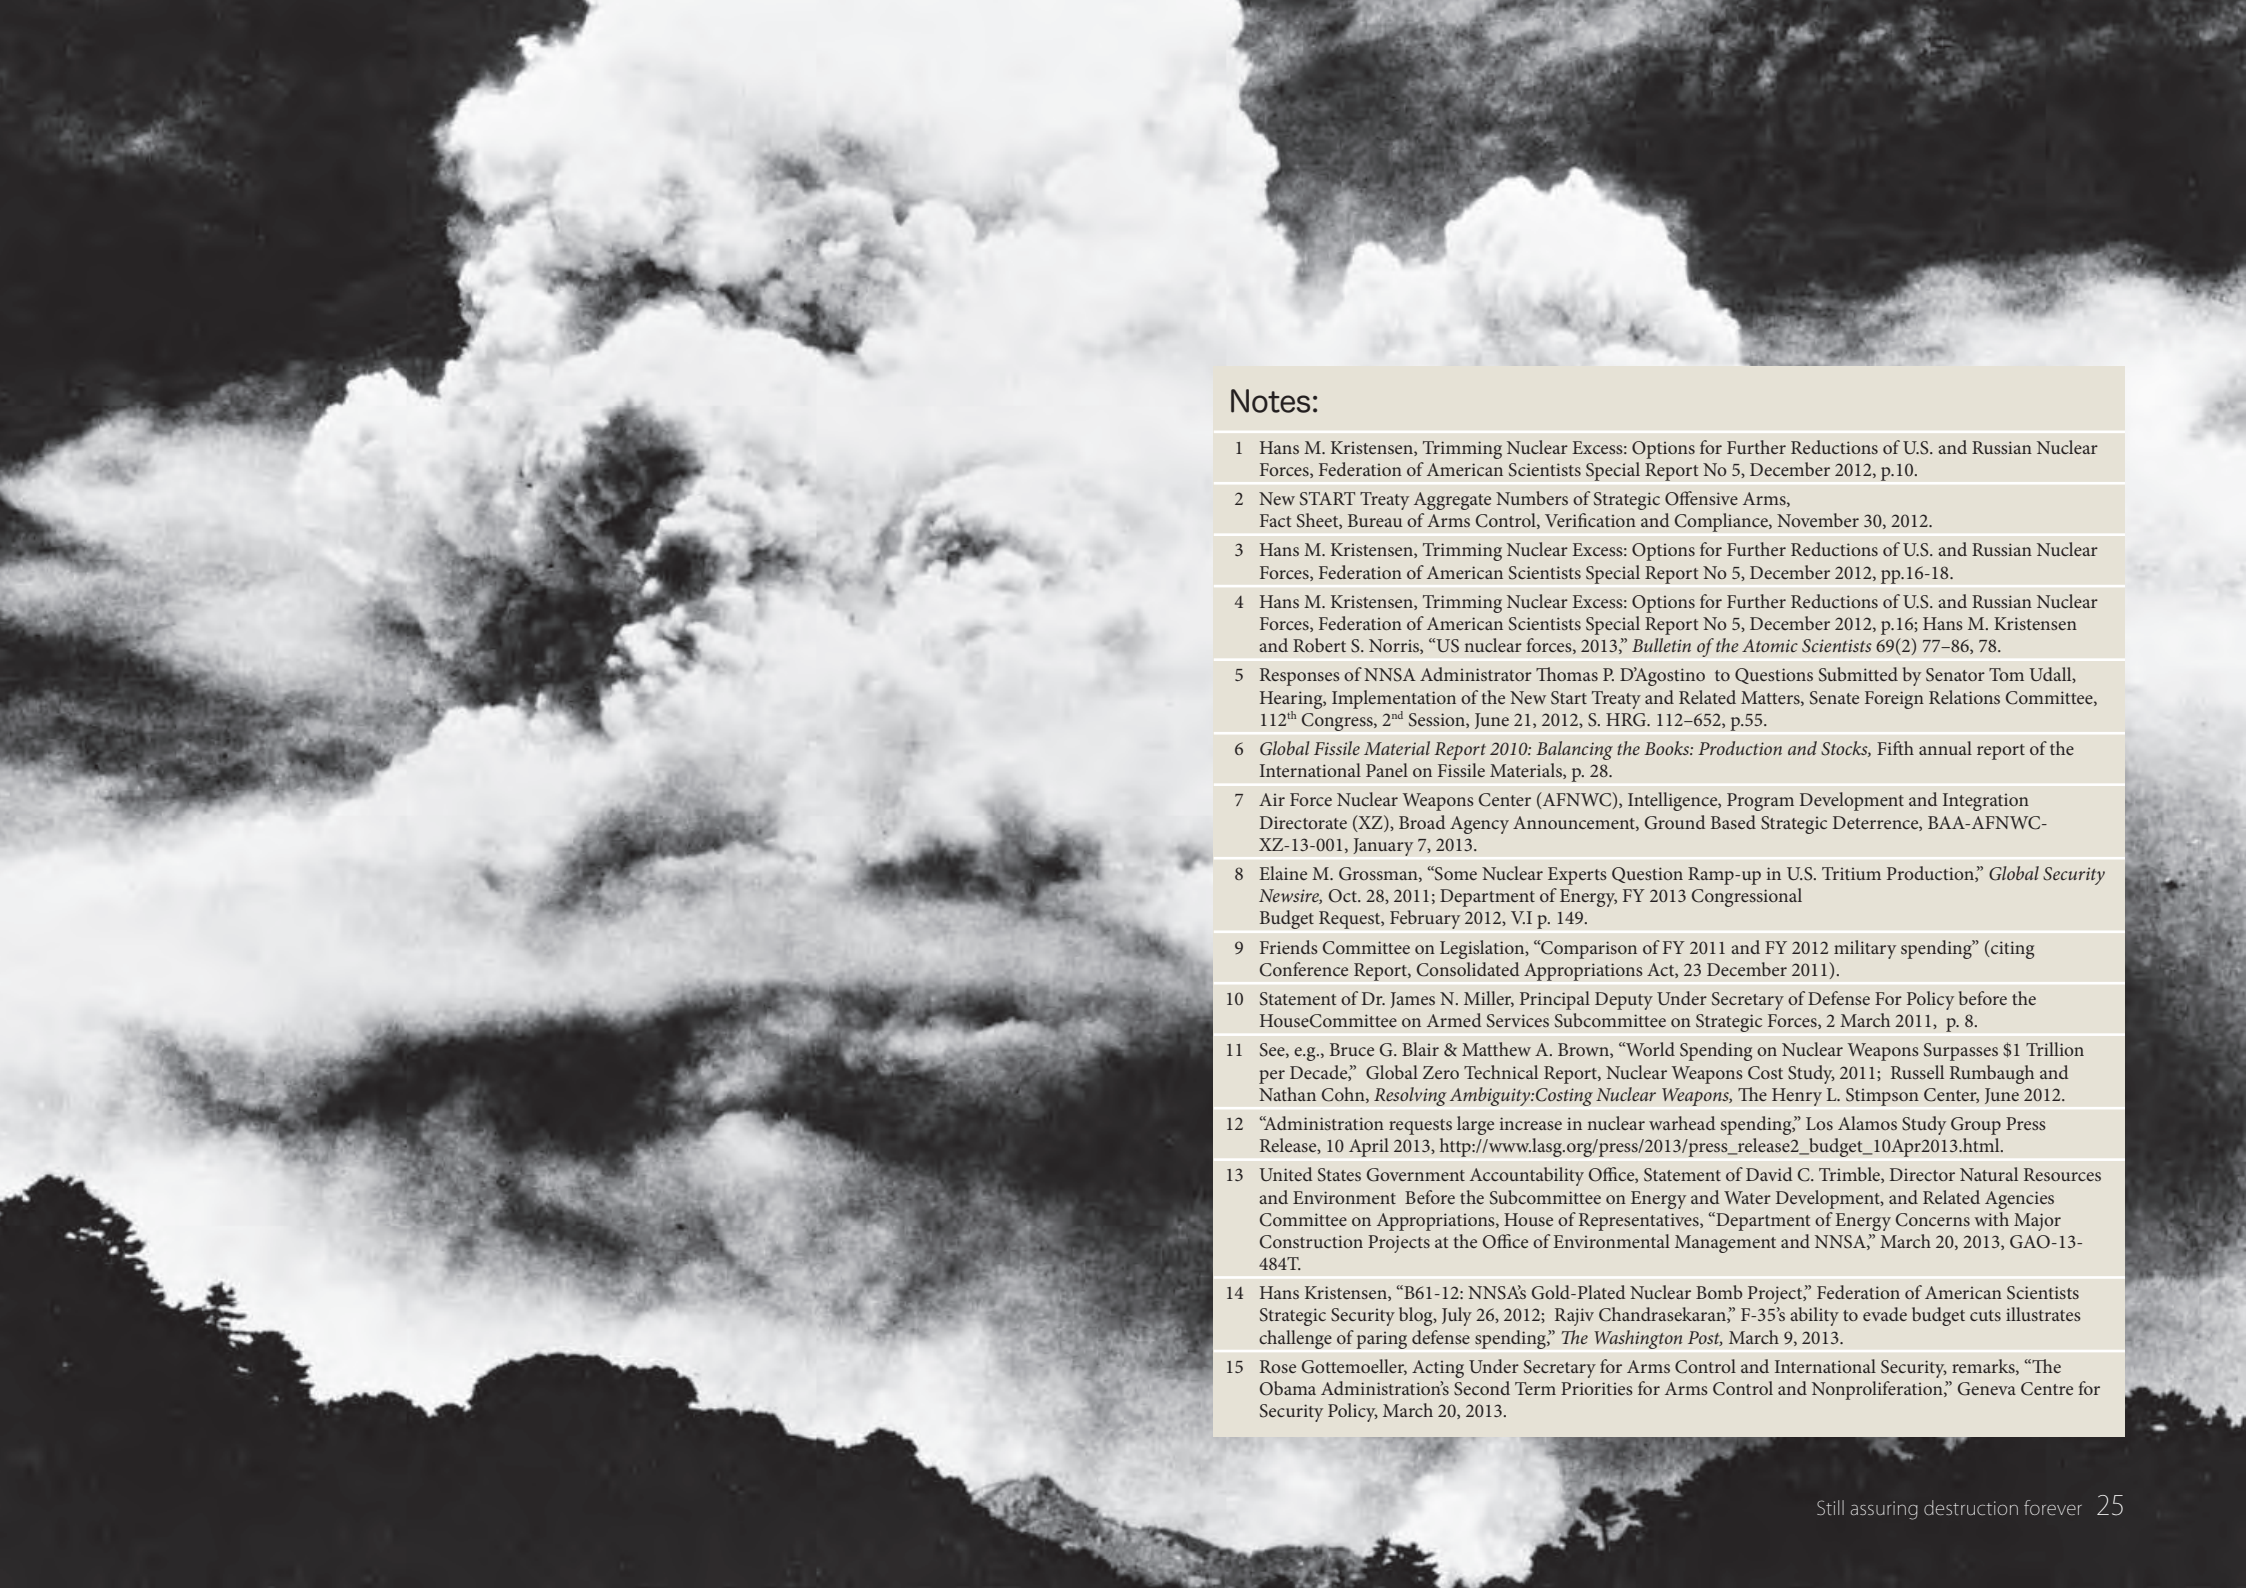 Notes:
1 Hans M. Kristensen, Trimming Nuclear Excess: Options for Further Reductions of U.S. and Russian Nuclear
Forces, Federation of American Scientists Special Report No 5, December 2012, p.10.
2 New START Treaty Aggregate Numbers of Strategic Offensive Arms,
Fact Sheet, Bureau of Arms Control, Verification and Compliance, November 30, 2012.
3 Hans M. Kristensen, Trimming Nuclear Excess: Options for Further Reductions of U.S. and Russian Nuclear
Forces, Federation of American Scientists Special Report No 5, December 2012, pp.16-18.
4 Hans M. Kristensen, Trimming Nuclear Excess: Options for Further Reductions of U.S. and Russian Nuclear
Forces, Federation of American Scientists Special Report No 5, December 2012, p.16; Hans M. Kristensen
and Robert S. Norris, “US nuclear forces, 2013,” Bulletin of the Atomic Scientists 69(2) 77–86, 78.
5 Responses of NNSA Administrator Thomas P. D’Agostino to Questions Submitted by Senator Tom Udall,
Hearing, Implementation of the New Start Treaty and Related Matters, Senate Foreign Relations Committee,
112th Congress, 2nd Session, June 21, 2012, S. HRG. 112–652, p.55.
6 Global Fissile Material Report 2010: Balancing the Books: Production and Stocks, Fifth annual report of the
International Panel on Fissile Materials, p. 28.
7 Air Force Nuclear Weapons Center (AFNWC), Intelligence, Program Development and Integration
Directorate (XZ), Broad Agency Announcement, Ground Based Strategic Deterrence, BAA-AFNWC-
XZ-13-001, January 7, 2013.
8 Elaine M. Grossman, “Some Nuclear Experts Question Ramp-up in U.S. Tritium Production,” Global Security
Newsire, Oct. 28, 2011; Department of Energy, FY 2013 Congressional
Budget Request, February 2012, V.I p. 149.
9 Friends Committee on Legislation, “Comparison of FY 2011 and FY 2012 military spending” (citing
Conference Report, Consolidated Appropriations Act, 23 December 2011).
10 Statement of Dr. James N. Miller, Principal Deputy Under Secretary of Defense For Policy before the
HouseCommittee on Armed Services Subcommittee on Strategic Forces, 2 March 2011, p. 8.
11 See, e.g., Bruce G. Blair & Matthew A. Brown, “World Spending on Nuclear Weapons Surpasses $1 Trillion
per Decade,” Global Zero Technical Report, Nuclear Weapons Cost Study, 2011; Russell Rumbaugh and
Nathan Cohn, Resolving Ambiguity:Costing Nuclear Weapons, The Henry L. Stimpson Center, June 2012.
12 “Administration requests large increase in nuclear warhead spending,” Los Alamos Study Group Press
Release, 10 April 2013, http://www.lasg.org/press/2013/press_release2_budget_10Apr2013.html.
13 United States Government Accountability Office, Statement of David C. Trimble, Director Natural Resources
and Environment Before the Subcommittee on Energy and Water Development, and Related Agencies
Committee on Appropriations, House of Representatives, “Department of Energy Concerns with Major
Construction Projects at the Office of Environmental Management and NNSA,” March 20, 2013, GAO-13-
484T.
14 Hans Kristensen, “B61-12: NNSA’s Gold-Plated Nuclear Bomb Project,” Federation of American Scientists
Strategic Security blog, July 26, 2012; Rajiv Chandrasekaran,” F-35’s ability to evade budget cuts illustrates
challenge of paring defense spending,” The Washington Post, March 9, 2013.
15 Rose Gottemoeller, Acting Under Secretary for Arms Control and International Security, remarks, “The
Obama Administration’s Second Term Priorities for Arms Control and Nonproliferation,” Geneva Centre for
Security Policy, March 20, 2013.
Still assuring destruction forever 25